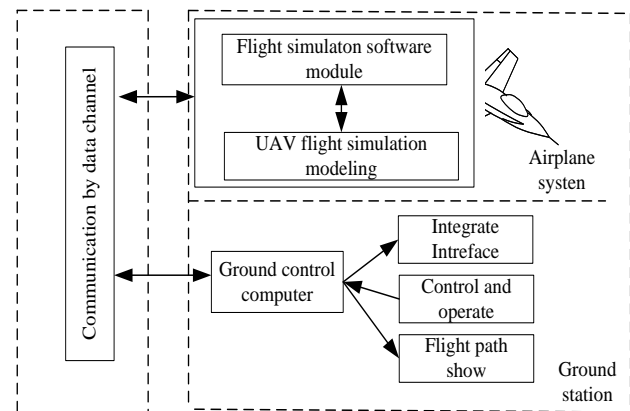 Communication by data channel
Flight simulaton software
module
UAV flight simulation
modeling
Airplane
systen
Ground control
computer
Integrate
Intreface
Control and
operate
Flight path
show
Ground
station